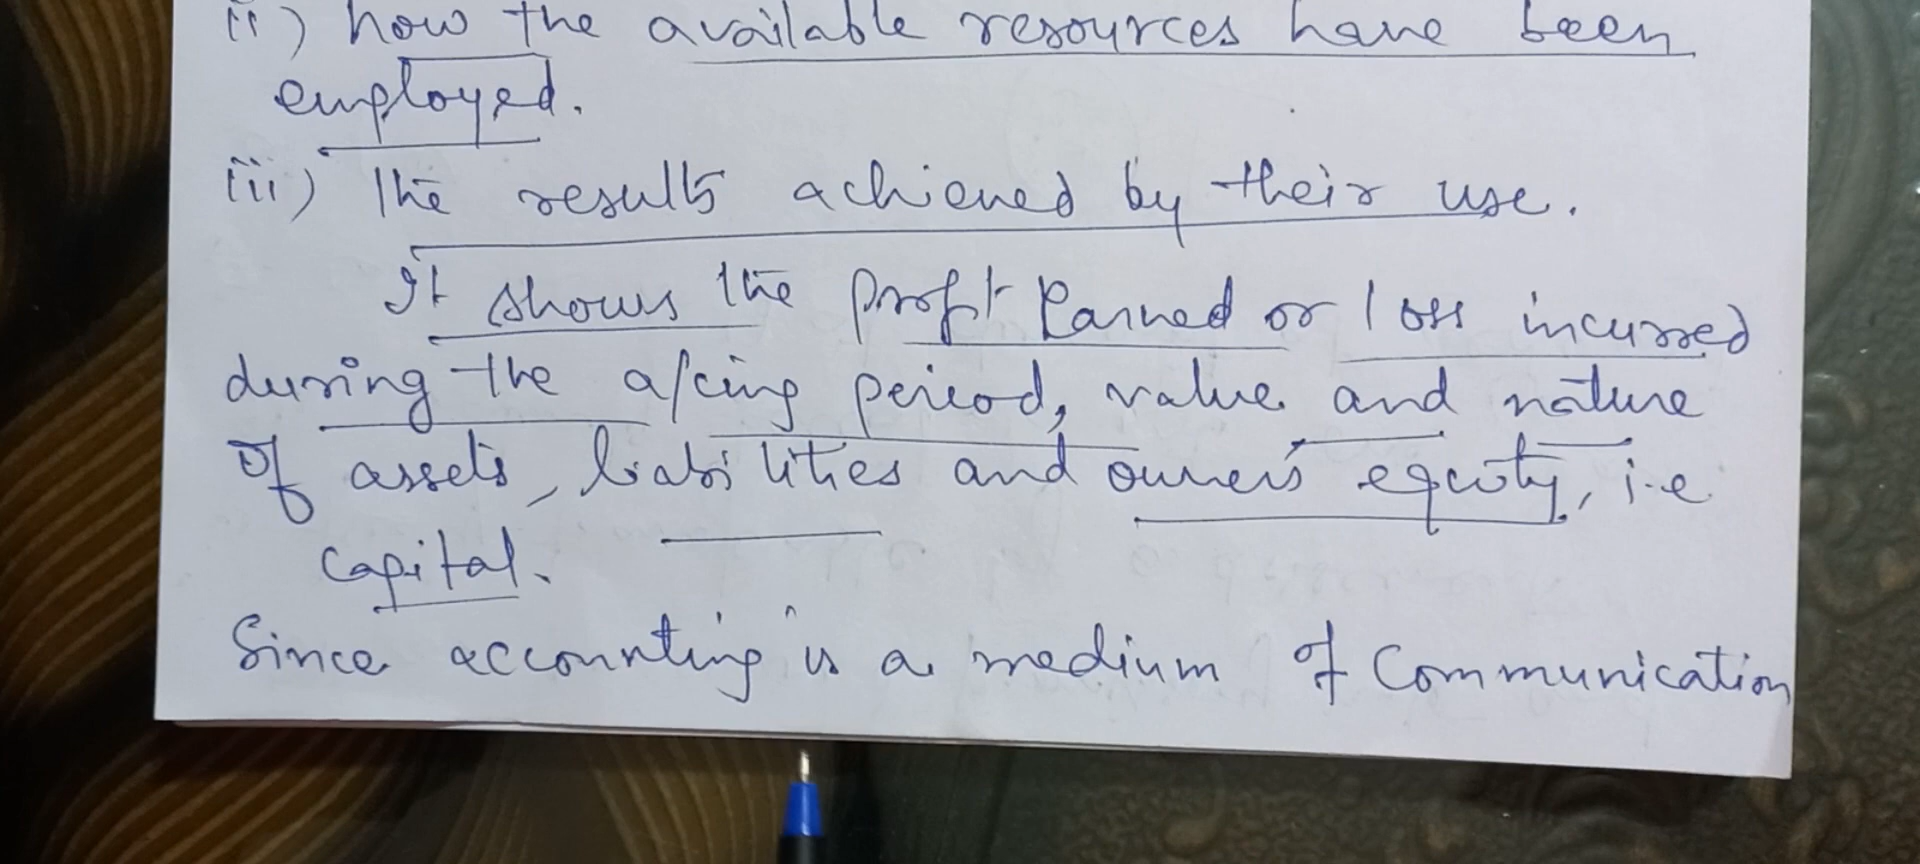 ii) how the available resources have been
employed.
iii) The results achieved by their use.
It shows the profit earned or loss incurred
during the a/cing period, value and nature
of assets, liabilities and owner's equity, i.e
capital.
Since accounting is a medium of communication